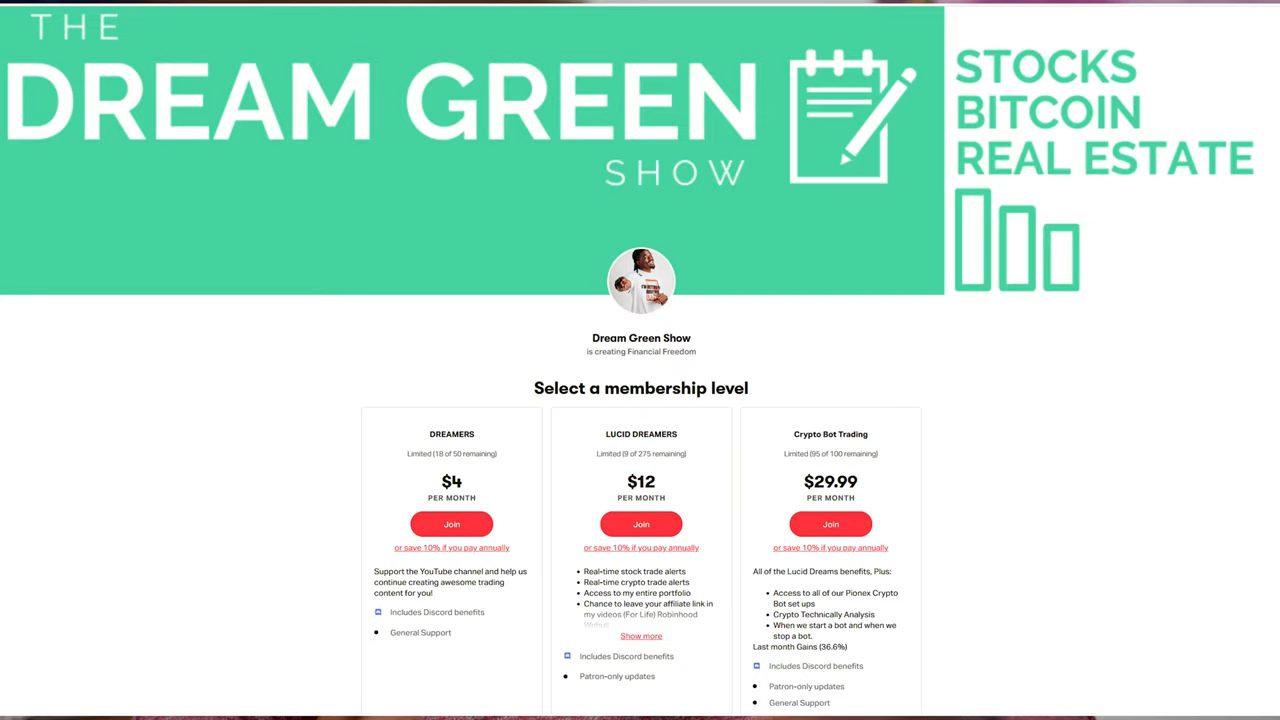 THE
DREAM GREEN
SHOW
STOCKS
BITCOIN
REAL ESTATE
Dream Green Show
is creating Financial Freedom
Select a membership level
DREAMERS
Limited (18 of 50 remaining)
$4
PER MONTH
Join
or save 10% if you pay annually
Support the YouTube channel and help us
continue creating awesome trading
content for you!
Includes Discord benefits
• General Support
LUCID DREAMERS
Limited (9 of 275 remaining)
$12
PER MONTH
Join
or save 10% if you pay annually
• Real-time stock trade alerts
• Real-time crypto trade alerts
• Access to my entire portfolio
• Chance to leave your affiliate link in
my videos (For Life) Robinhood
Show more
Includes Discord benefits
• Patron-only updates
Crypto Bot Trading
Limited (95 of 100 remaining)
$29.99
PER MONTH
Join
or save 10% if you pay annually
All of the Lucid Dreams benefits, Plus:
• Access to all of our Pionex Crypto
Bot set ups
• Crypto Technically Analysis
• When we start a bot and when we
stop a bot.
Last month Gains (36.6%)
Includes Discord benefits
• Patron-only updates
• General Support